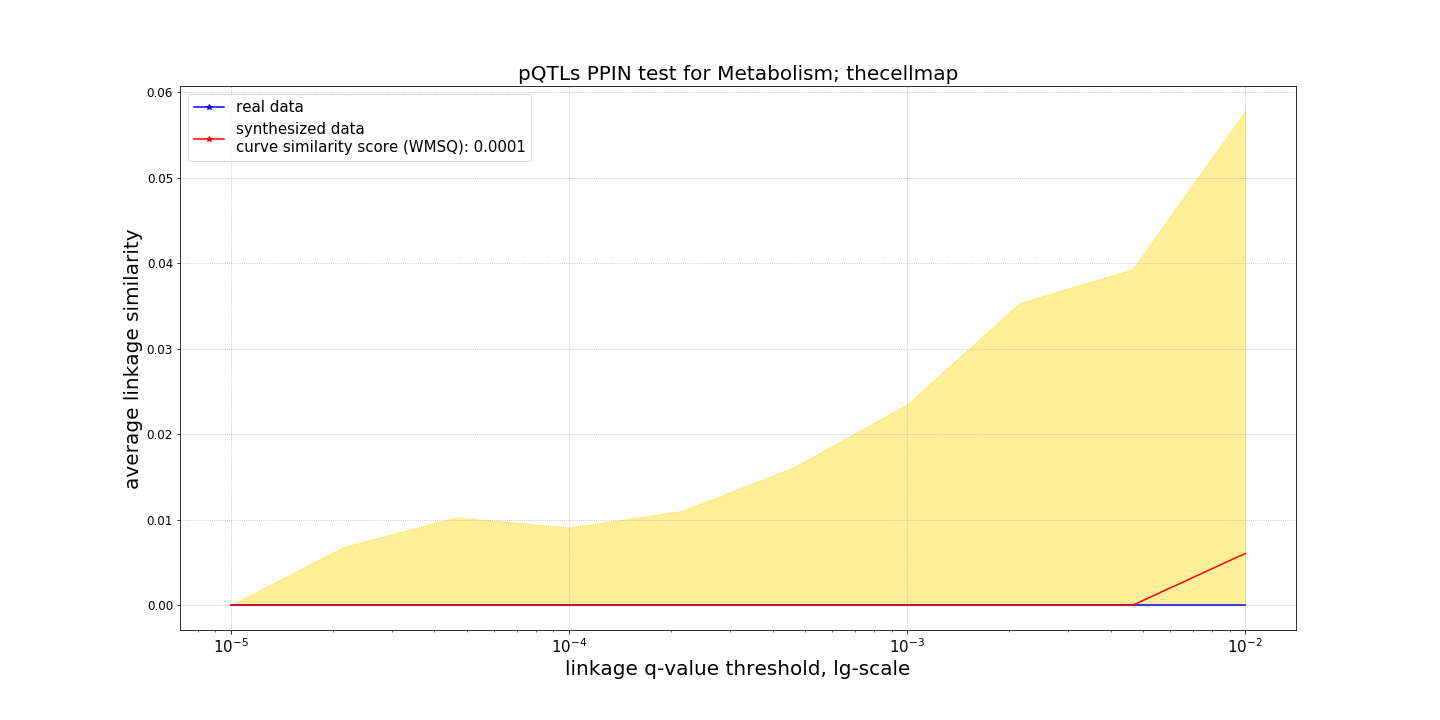 pQTLs PPIN test for Metabolism; thecellmap
real data
synthesized data
curve similarity score (WMSQ): 0.0001
average linkage similarity
0.06
0.05
0.04
0.03
0.02
0.01
0.00
10⁻⁵ 10⁻⁴ 10⁻³ 10⁻²
linkage q-value threshold, lg-scale